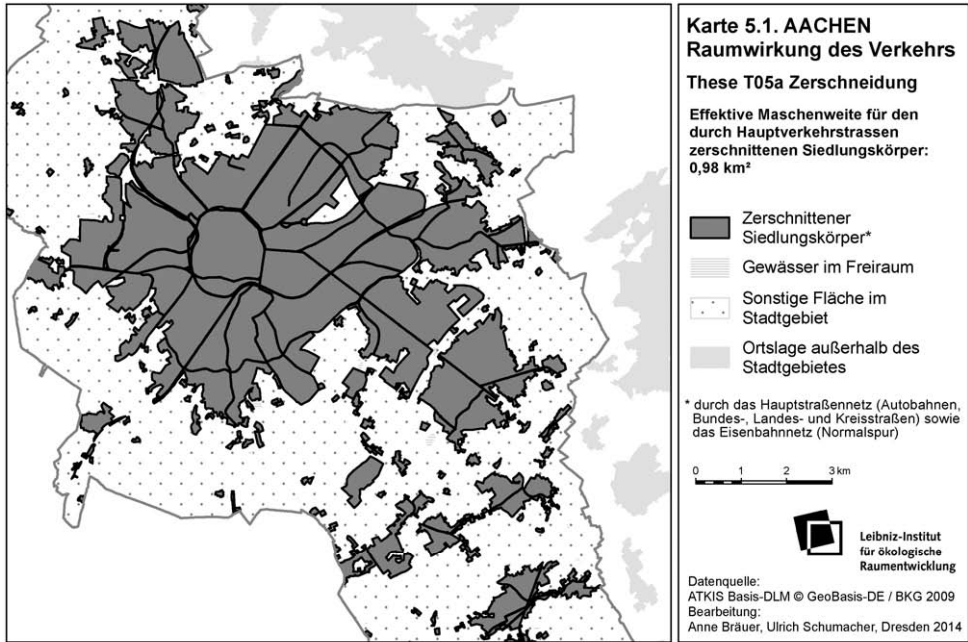 Karte 5.1. AACHEN
Raumwirkung des Verkehrs
These T05a Zerschneidung
Effektive Maschenweite für den
durch Hauptverkehrstrassen
zerschnittenen Siedlungskörper:
0,98 km²
Zerschnittener
Siedlungskörper*
Gewässer im Freiraum
Sonstige Fläche im
Stadtgebiet
Ortslage außerhalb des
Stadtgebietes
* durch das Hauptstraßennetz (Autobahnen,
Bundes-, Landes- und Kreisstraßen) sowie
das Eisenbahnnetz (Normalspur)
0 1 2 3 km
Leibniz-Institut
für ökologische
Raumentwicklung
Datenquelle:
ATKIS Basis-DLM © GeoBasis-DE / BKG 2009
Bearbeitung:
Anne Bräuer, Ulrich Schumacher, Dresden 2014